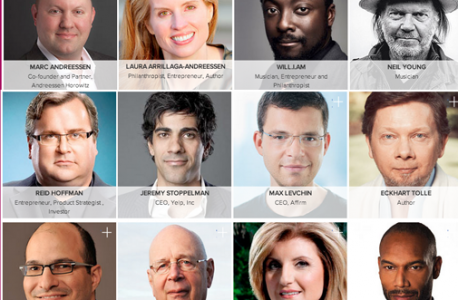 MARC ANDREESSEN
Co-founder and Partner,
Andreessen Horowitz
LAURA ARRILLAGA-ANDREESSEN
Philanthropist, Entrepreneur, Author
WILL.I.AM
Musician, Entrepreneur and
Philanthropist
NEIL YOUNG
Musician
REID HOFFMAN
Entrepreneur, Product Strategist,
Investor
JEREMY STOPPELMAN
CEO, Yelp, Inc
MAX LEVCHIN
CEO, Affirm
ECKHART TOLLE
Author